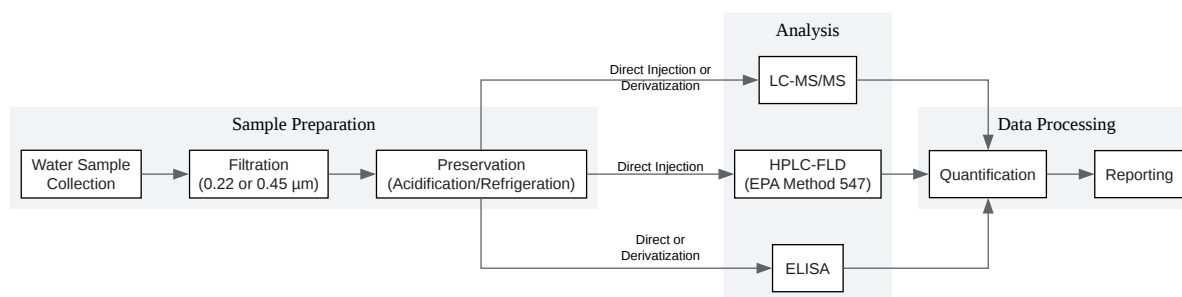 Analysis
Direct Injection or
Derivatization
LC-MS/MS
Sample Preparation
Data Processing
Water Sample
Collection
Filtration
(0.22 or 0.45 µm)
Preservation
(Acidification/Refrigeration)
Direct Injection
HPLC-FLD
(EPA Method 547)
Quantification
Reporting
Direct or
Derivatization
ELISA